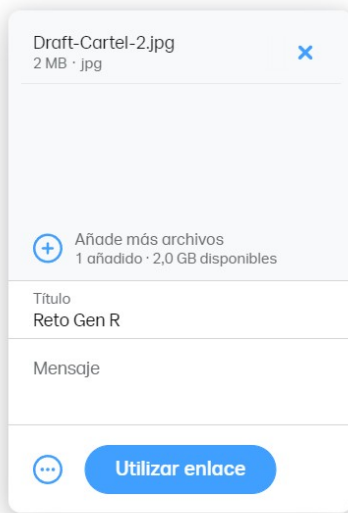 Draft-Cartel-2.jpg
2 MB · jpg
Añade más archivos
1 añadido · 2,0 GB disponibles
Título
Reto Gen R
Mensaje
Utilizar enlace